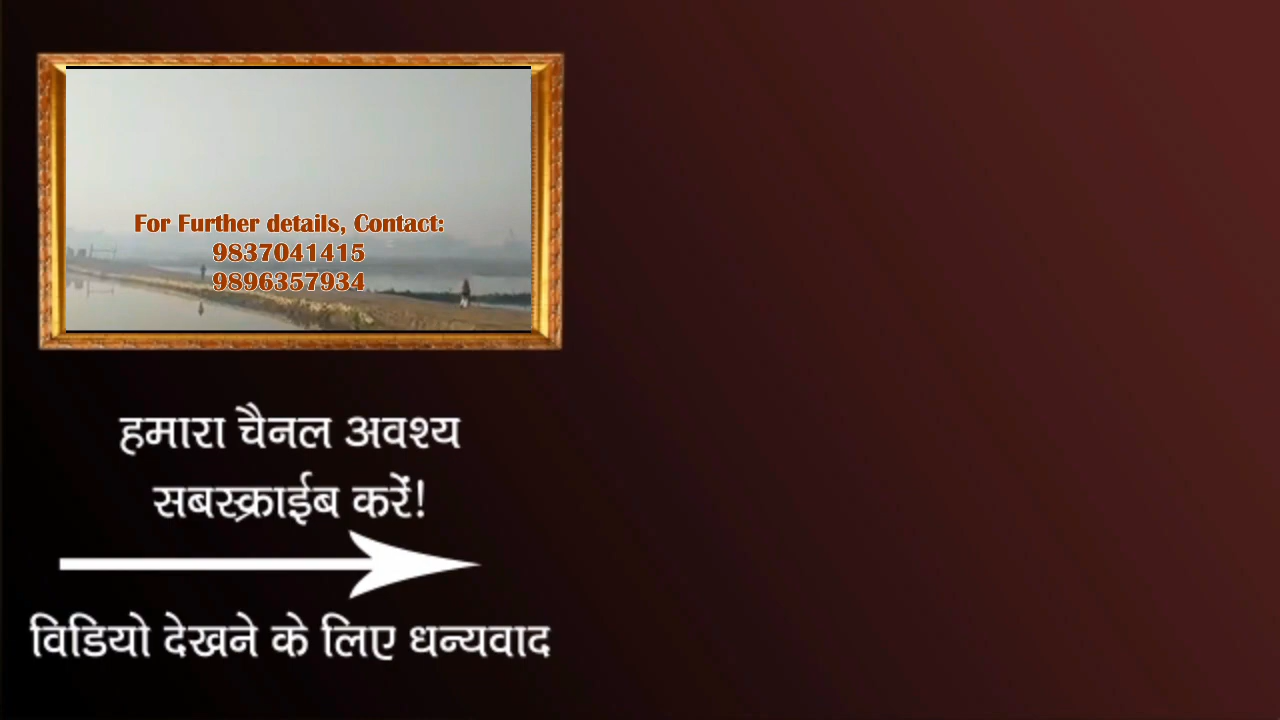 For Further details, Contact:
9837041415
9896357934
हमारा चैनल अवश्य
सबस्क्राईब करें!
विडियो देखने के लिए धन्यवाद